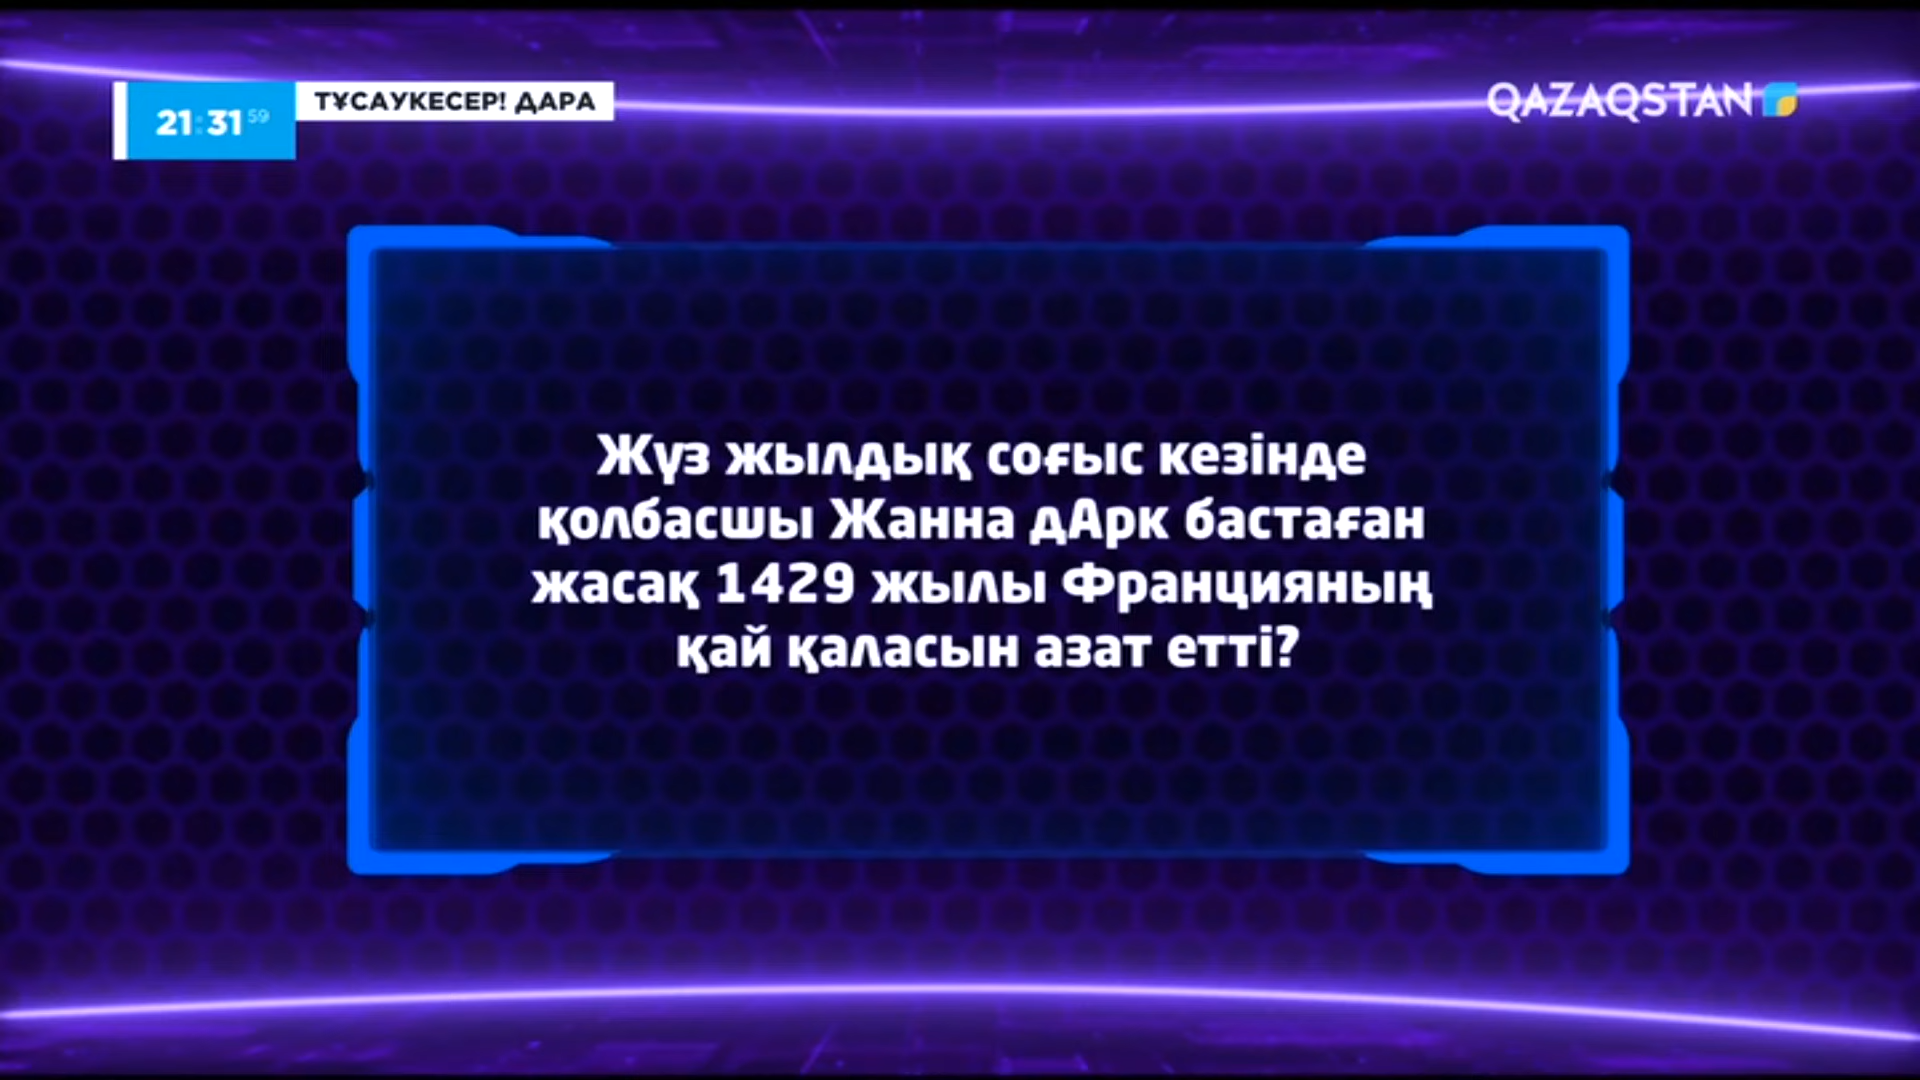 21:31 59
ТҰСАУКЕСЕР! ДАРА
QAZAQSTAN
Жүз жылдық соғыс кезінде
қолбасшы Жанна дАрк бастаған
жасақ 1429 жылы Францияның
қай қаласын азат етті?